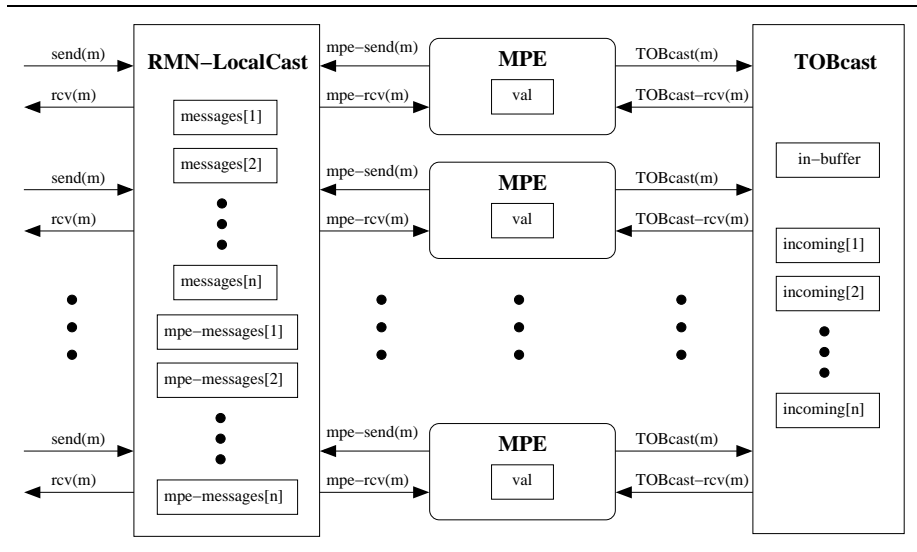 send(m)
rcv(m)
send(m)
rcv(m)
send(m)
rcv(m)
RMN−LocalCast
messages[1]
messages[2]
messages[n]
mpe−messages[1]
mpe−messages[2]
mpe−messages[n]
mpe−send(m)
mpe−rcv(m)
mpe−send(m)
mpe−rcv(m)
mpe−send(m)
mpe−rcv(m)
MPE
val
MPE
val
MPE
val
TOBcast(m)
TOBcast−rcv(m)
TOBcast(m)
TOBcast−rcv(m)
TOBcast(m)
TOBcast−rcv(m)
TOBcast
in−buffer
incoming[1]
incoming[2]
incoming[n]